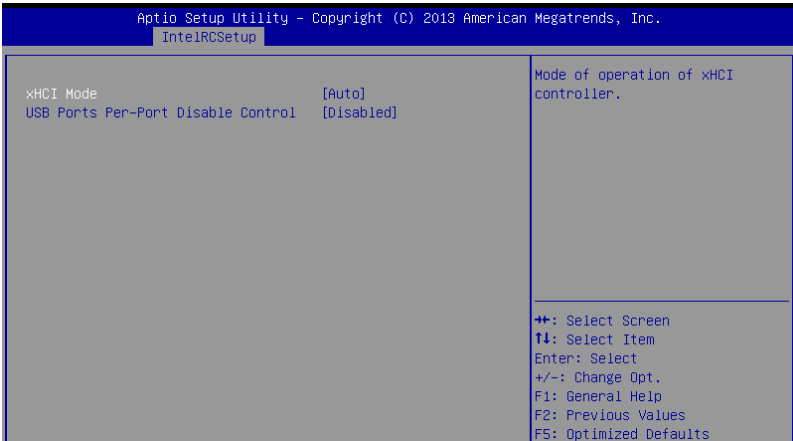 Aptio Setup Utility – Copyright (C) 2013 American Megatrends, Inc.
IntelRCSetup
xHCI Mode [Auto]
USB Ports Per-Port Disable Control [Disabled]
Mode of operation of xHCI
controller.
→←: Select Screen
↑↓: Select Item
Enter: Select
+/-: Change Opt.
F1: General Help
F2: Previous Values
F5: Optimized Defaults